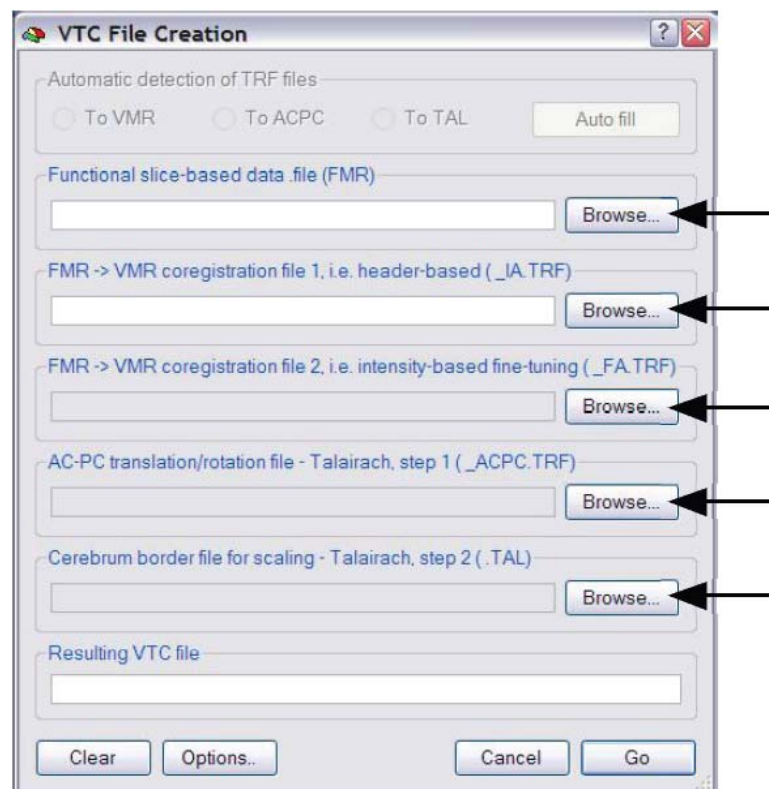 VTC File Creation
Automatic detection of TRF files
To VMR To ACPC To TAL Auto fill
Functional slice-based data .file (FMR)
Browse...
FMR -> VMR coregistration file 1, i.e. header-based ( _IA.TRF)
Browse...
FMR -> VMR coregistration file 2, i.e. intensity-based fine-tuning ( _FA.TRF)
Browse...
AC-PC translation/rotation file - Talairach, step 1 ( _ACPC.TRF)
Browse...
Cerebrum border file for scaling - Talairach, step 2 ( .TAL)
Browse...
Resulting VTC file
Clear Options.. Cancel Go